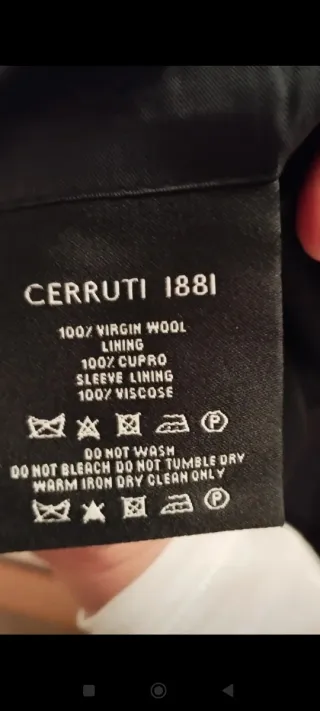 CERRUTI 1881
100% VIRGIN WOOL
LINING
100% CUPRO
SLEEVE LINING
100% VISCOSE
P
DO NOT WASH
DO NOT BLEACH DO NOT TUMBLE DRY
WARM IRON DRY CLEAN ONLY
P